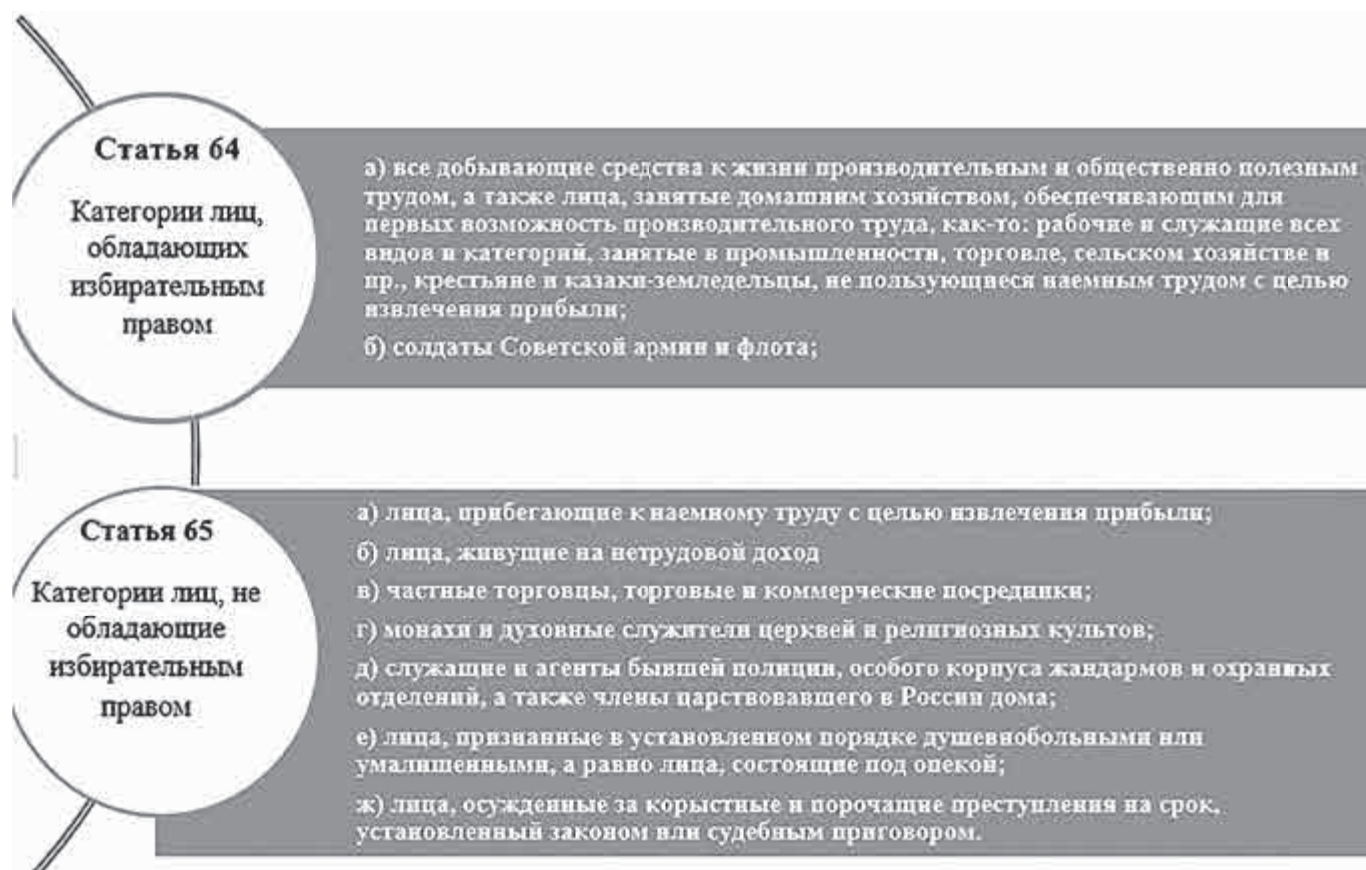 Статья 64
Категории лиц,
обладающих
избирательным
правом
а) все добывающие средства к жизни производительным и общественно полезным
трудом, а также лица, занятые домашним хозяйством, обеспечивающим для
первых возможность производительного труда, как-то: рабочие и служащие всех
видов и категорий, занятые в промышленности, торговле, сельском хозяйстве и
пр., крестьяне и казаки-земледельцы, не пользующиеся наемным трудом с целью
извлечения прибыли;
б) солдаты Советской армии и флота;
Статья 65
Категории лиц, не
обладающие
избирательным
правом
а) лица, прибегающие к наемному труду с целью извлечения прибыли;
б) лица, живущие на нетрудовой доход
в) частные торговцы, торговые и коммерческие посредники;
г) монахи и духовные служители церквей и религиозных культов;
д) служащие и агенты бывшей полиции, особого корпуса жандармов и охранных
отделений, а также члены царствовавшего в России дома;
е) лица, признанные в установленном порядке душевнобольными или
умалишенными, а равно лица, состоящие под опекой;
ж) лица, осужденные за корыстные и порочащие преступления на срок,
установленный законом или судебным приговором.